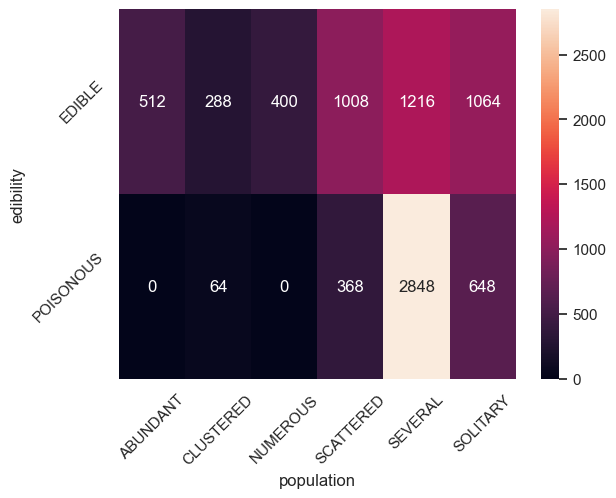 EDIBLE 512 288 400 1008 1216 1064
POISONOUS 0 64 0 368 2848 648
edibility
ABUNDANT CLUSTERED NUMEROUS SCATTERED SEVERAL SOLITARY
population
2500
2000
1500
1000
500
0